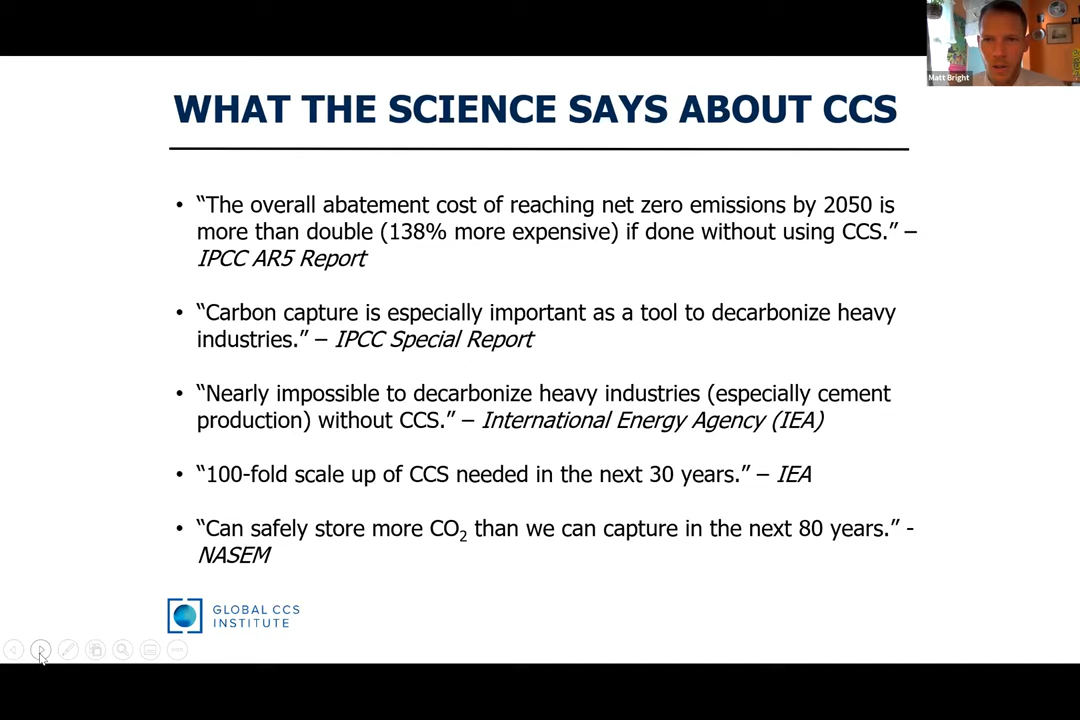 Matt Bright
WHAT THE SCIENCE SAYS ABOUT CCS
• “The overall abatement cost of reaching net zero emissions by 2050 is
more than double (138% more expensive) if done without using CCS.” –
IPCC AR5 Report
• “Carbon capture is especially important as a tool to decarbonize heavy
industries.” – IPCC Special Report
• “Nearly impossible to decarbonize heavy industries (especially cement
production) without CCS.” – International Energy Agency (IEA)
• “100-fold scale up of CCS needed in the next 30 years.” – IEA
• “Can safely store more CO₂ than we can capture in the next 80 years.” -
NASEM
GLOBAL CCS
INSTITUTE